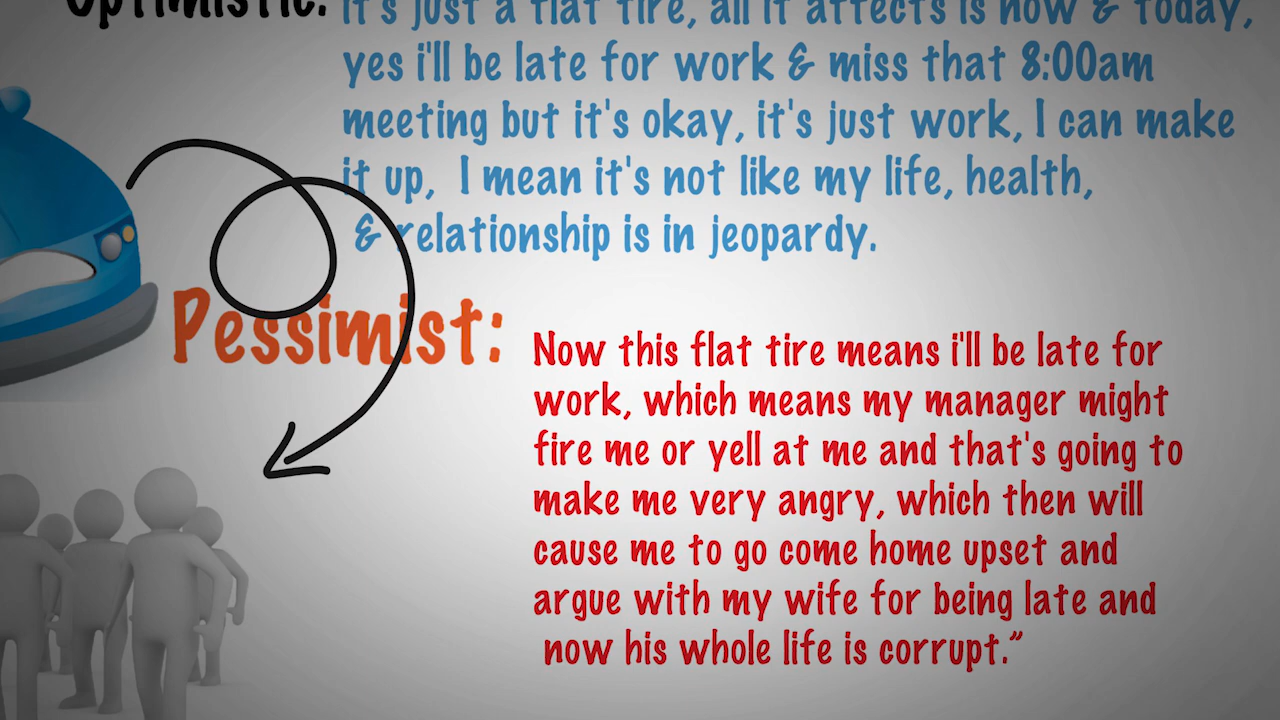 Optimistic: It's just a flat tire, all it affects is now & today,
yes i'll be late for work & miss that 8:00am
meeting but it's okay, it's just work, I can make
it up, I mean it's not like my life, health,
& relationship is in jeopardy.
Pessimist: Now this flat tire means i'll be late for
work, which means my manager might
fire me or yell at me and that's going to
make me very angry, which then will
cause me to go come home upset and
argue with my wife for being late and
now his whole life is corrupt.”